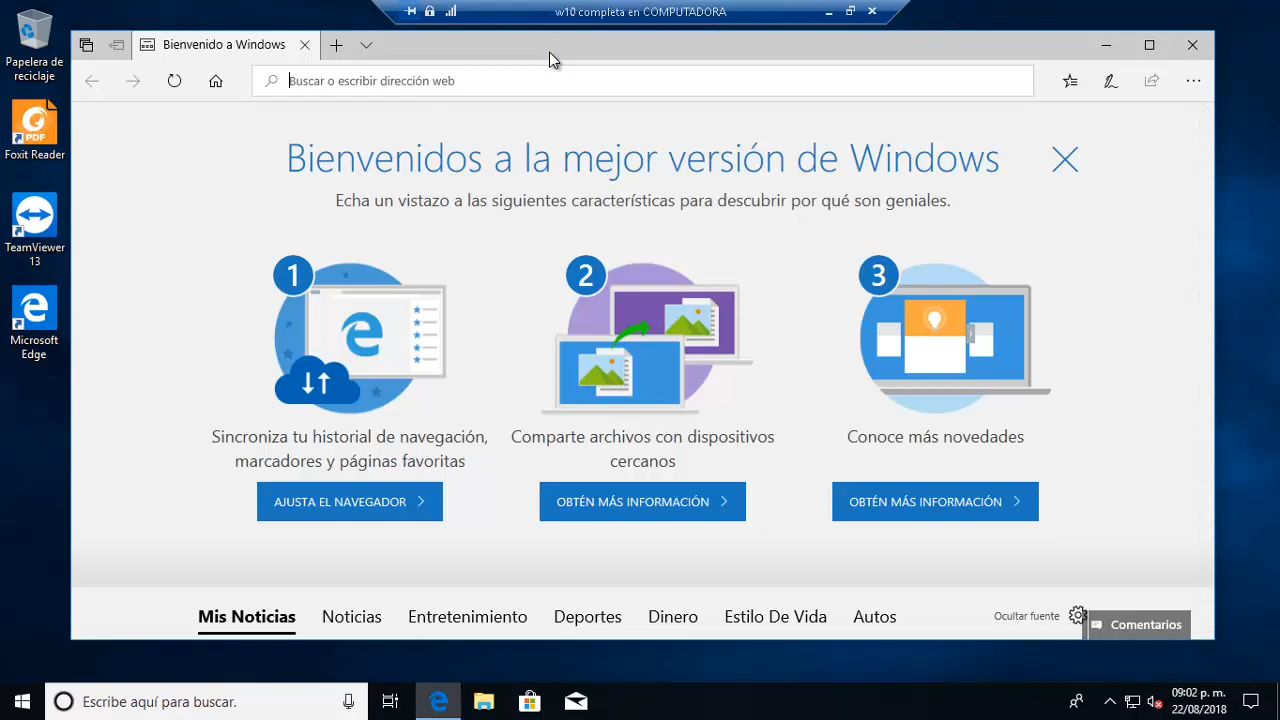 w10 completa en COMPUTADORA
Papelera de
reciclaje
Foxit Reader
PDF
TeamViewer
13
Microsoft
Edge
Bienvenido a Windows
Buscar o escribir dirección web
Bienvenidos a la mejor versión de Windows
Echa un vistazo a las siguientes características para descubrir por qué son geniales.
1
2
3
Sincroniza tu historial de navegación,
marcadores y páginas favoritas
AJUSTA EL NAVEGADOR
Comparte archivos con dispositivos
cercanos
OBTÉN MÁS INFORMACIÓN
Conoce más novedades
OBTÉN MÁS INFORMACIÓN
Mis Noticias Noticias Entretenimiento Deportes Dinero Estilo De Vida Autos
Ocultar fuente
Comentarios
Escribe aquí para buscar.
09:02 p. m.
22/08/2018